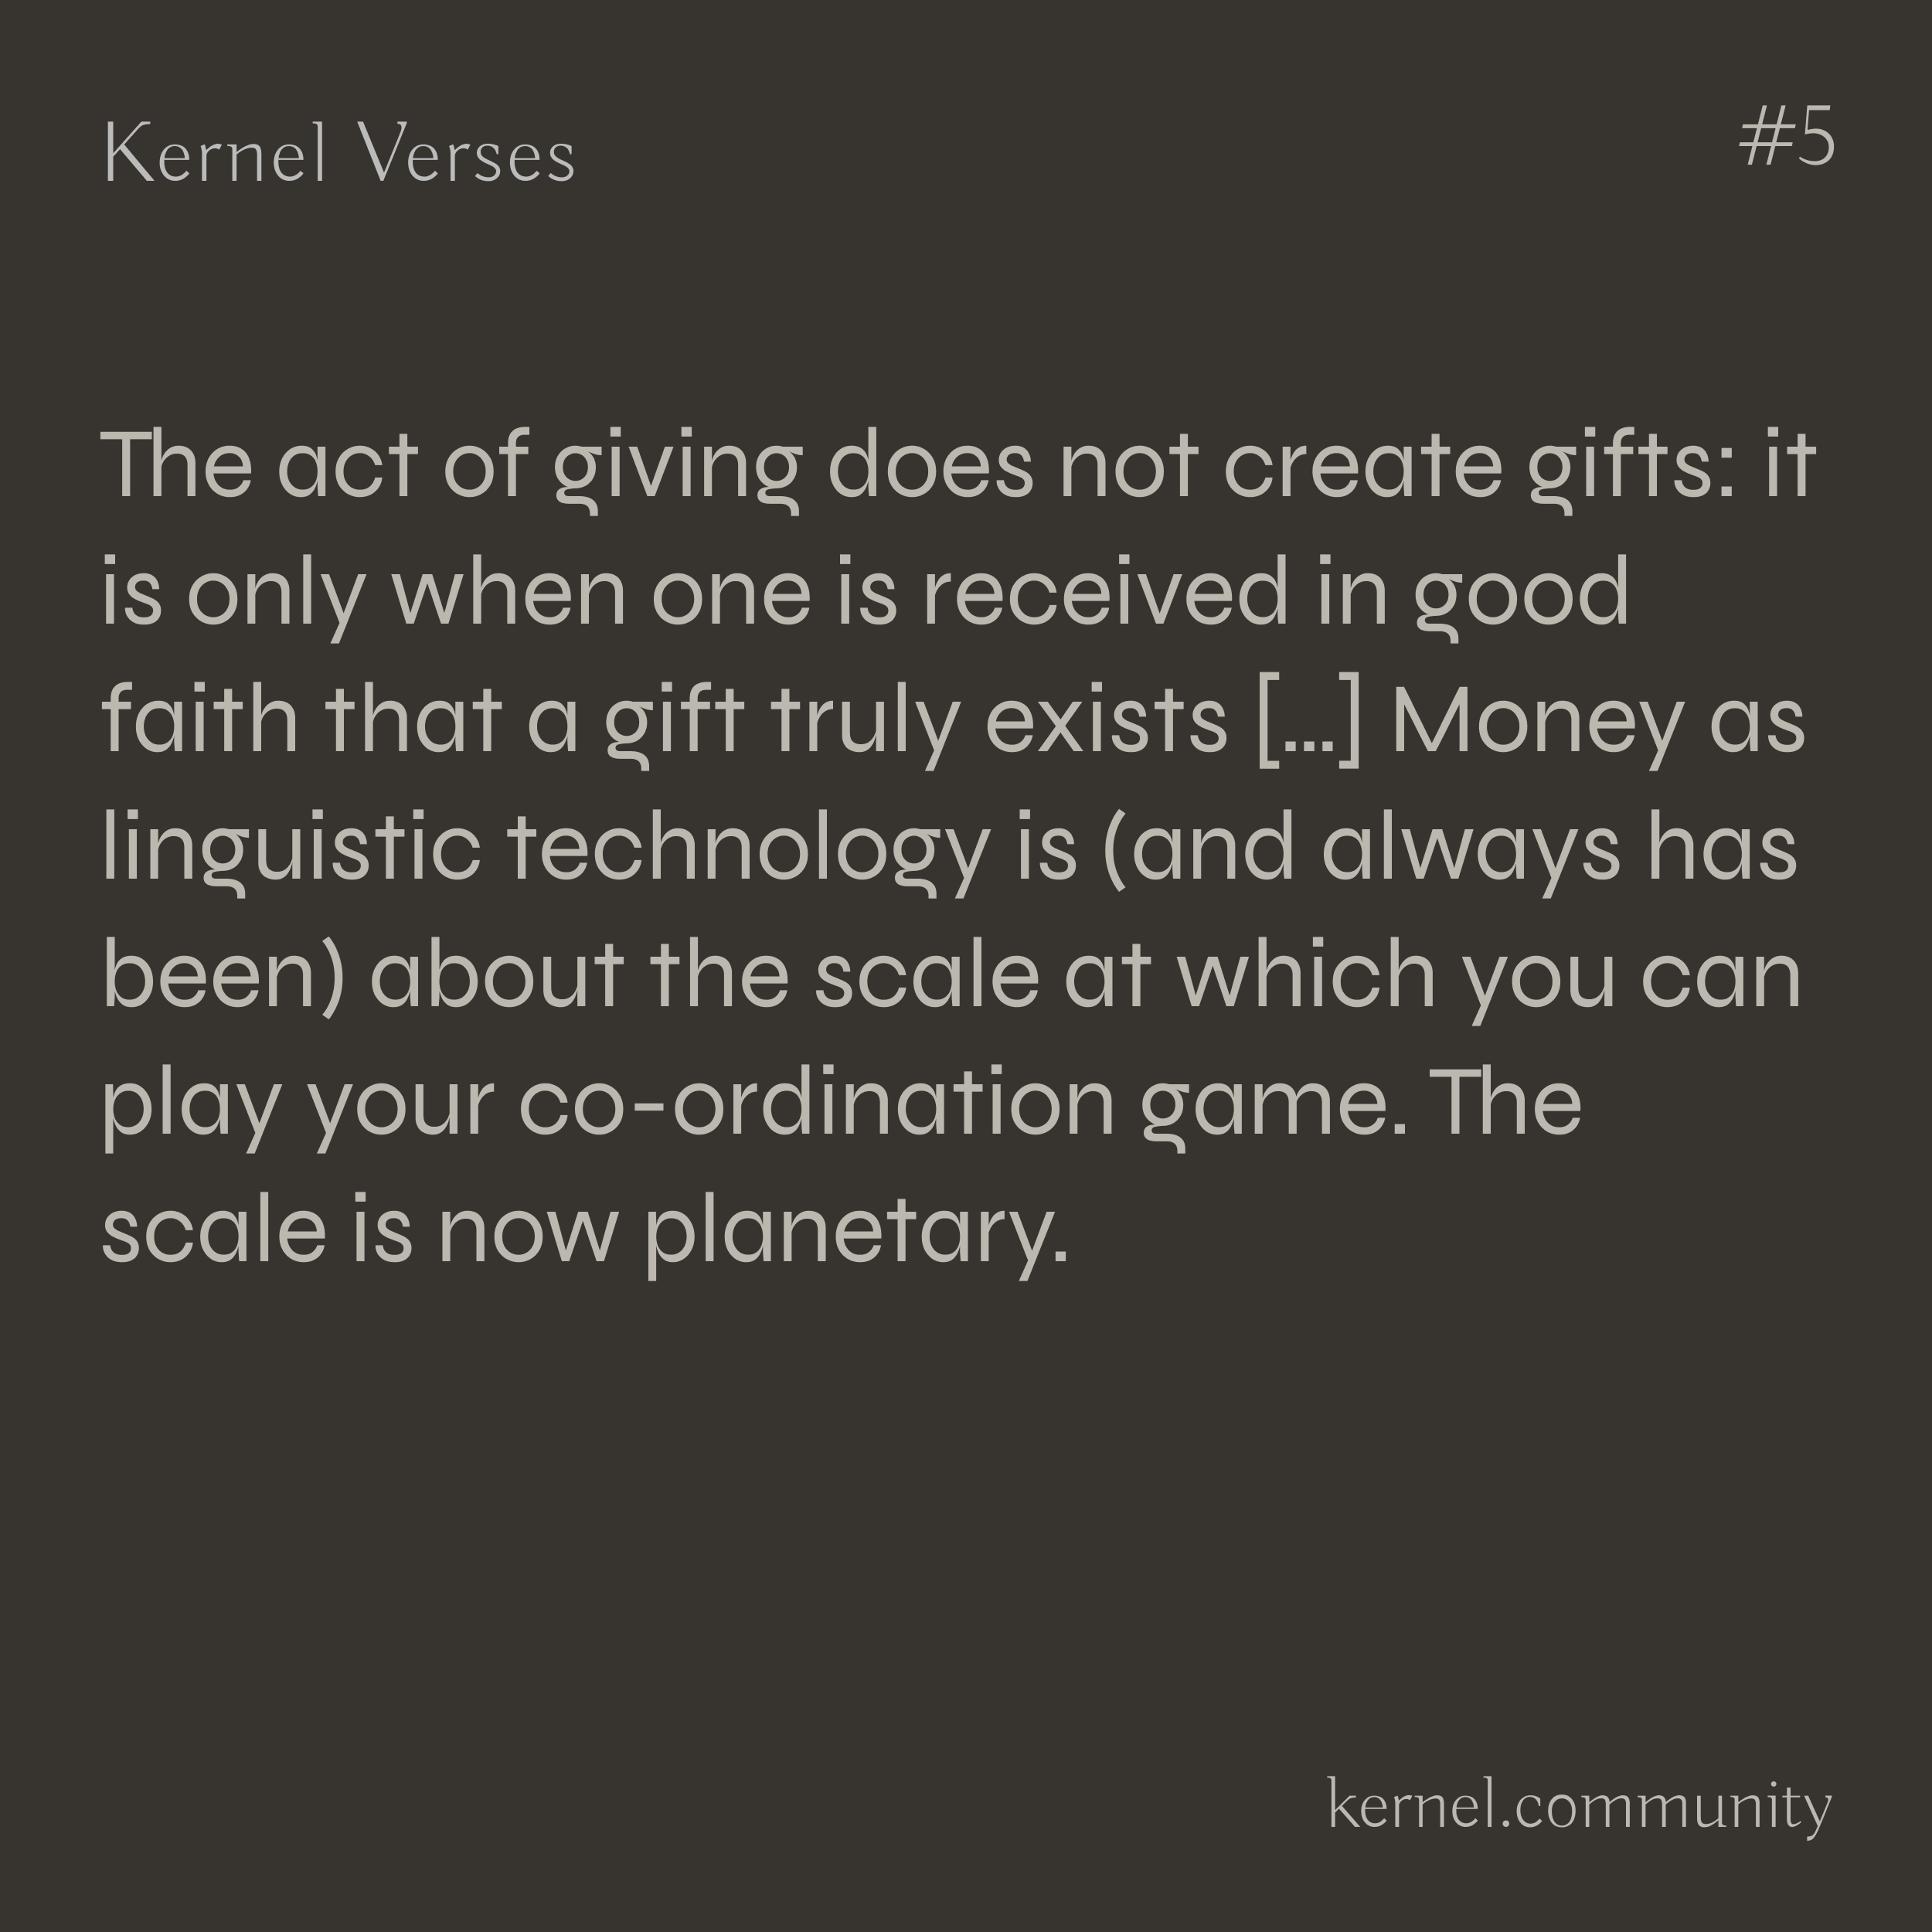 Kernel Verses
#5
The act of giving does not create gifts: it
is only when one is received in good
faith that a gift truly exists [...] Money as
linguistic technology is (and always has
been) about the scale at which you can
play your co-ordination game. The
scale is now planetary.
kernel.community